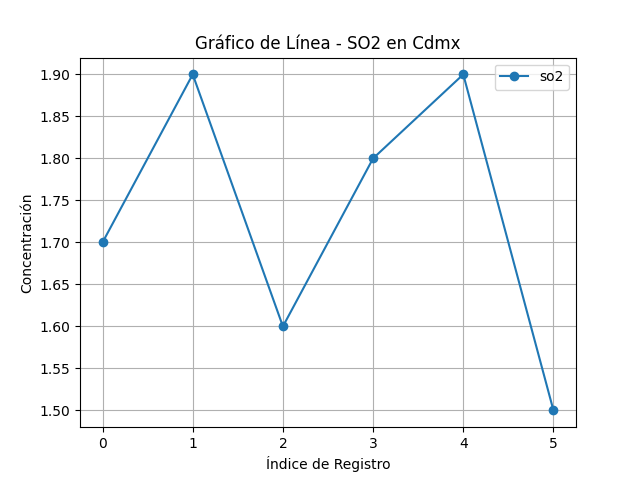 Gráfico de Línea - SO2 en Cdmx
so2
1.90
1.85
1.80
1.75
1.70
1.65
1.60
1.55
1.50
Concentración
0 1 2 3 4 5
Índice de Registro